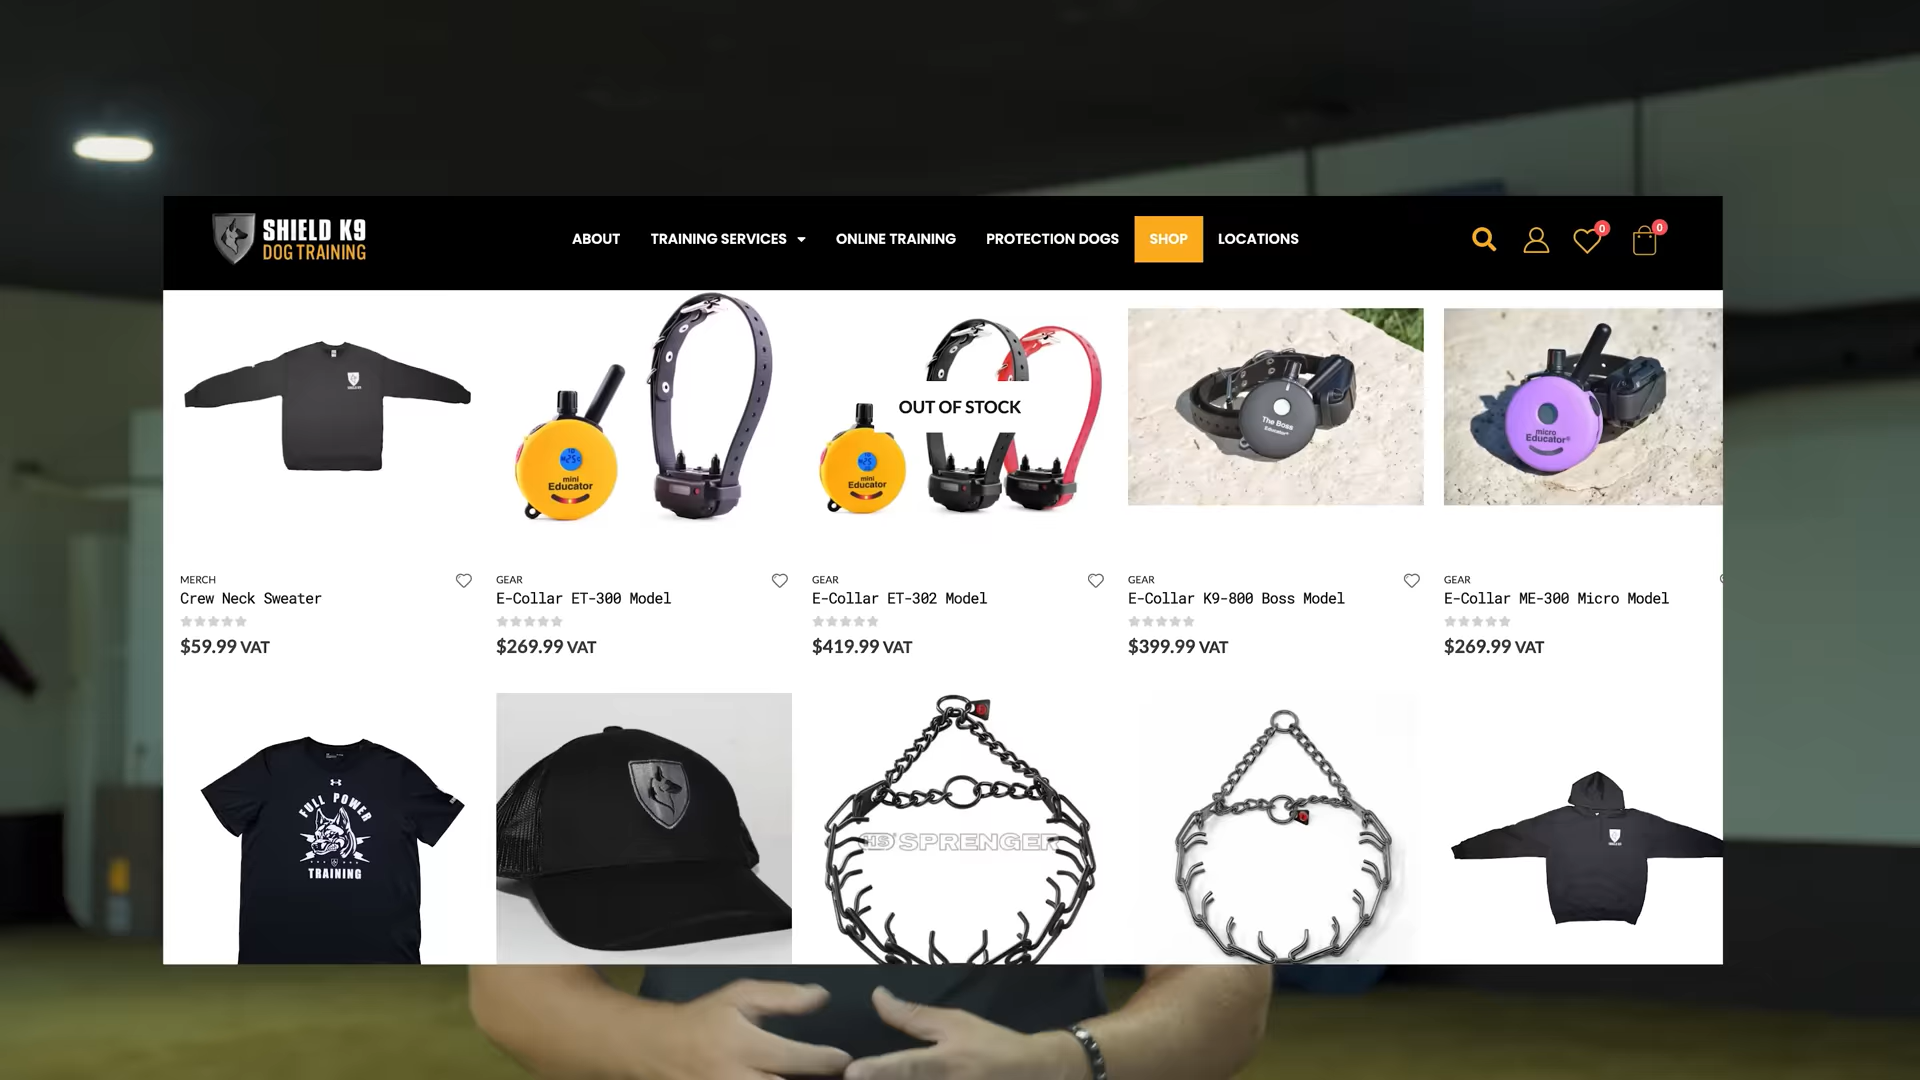 SHIELD K9
DOG TRAINING
ABOUT
TRAINING SERVICES
ONLINE TRAINING
PROTECTION DOGS
SHOP
LOCATIONS
0
0
mini
Educator
mini
Educator
OUT OF STOCK
The Boss
Educator
micro
Educator
MERCH
Crew Neck Sweater
$59.99 VAT
GEAR
E-Collar ET-300 Model
$269.99 VAT
GEAR
E-Collar ET-302 Model
$419.99 VAT
GEAR
E-Collar K9-800 Boss Model
$399.99 VAT
GEAR
E-Collar ME-300 Micro Model
$269.99 VAT
FULL POWER
TRAINING
HS SPRENGER